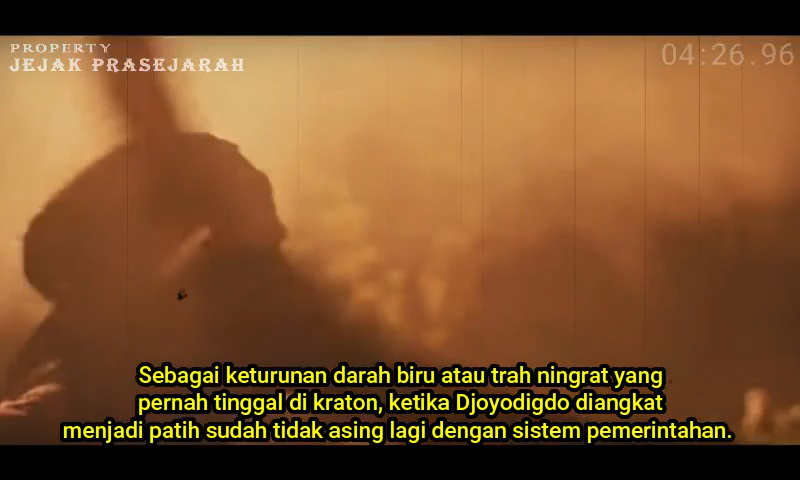 PROPERTY
JEJAK PRASEJARAH
04:26.96
Sebagai keturunan darah biru atau trah ningrat yang
pernah tinggal di kraton, ketika Djoyodigdo diangkat
menjadi patih sudah tidak asing lagi dengan sistem pemerintahan.